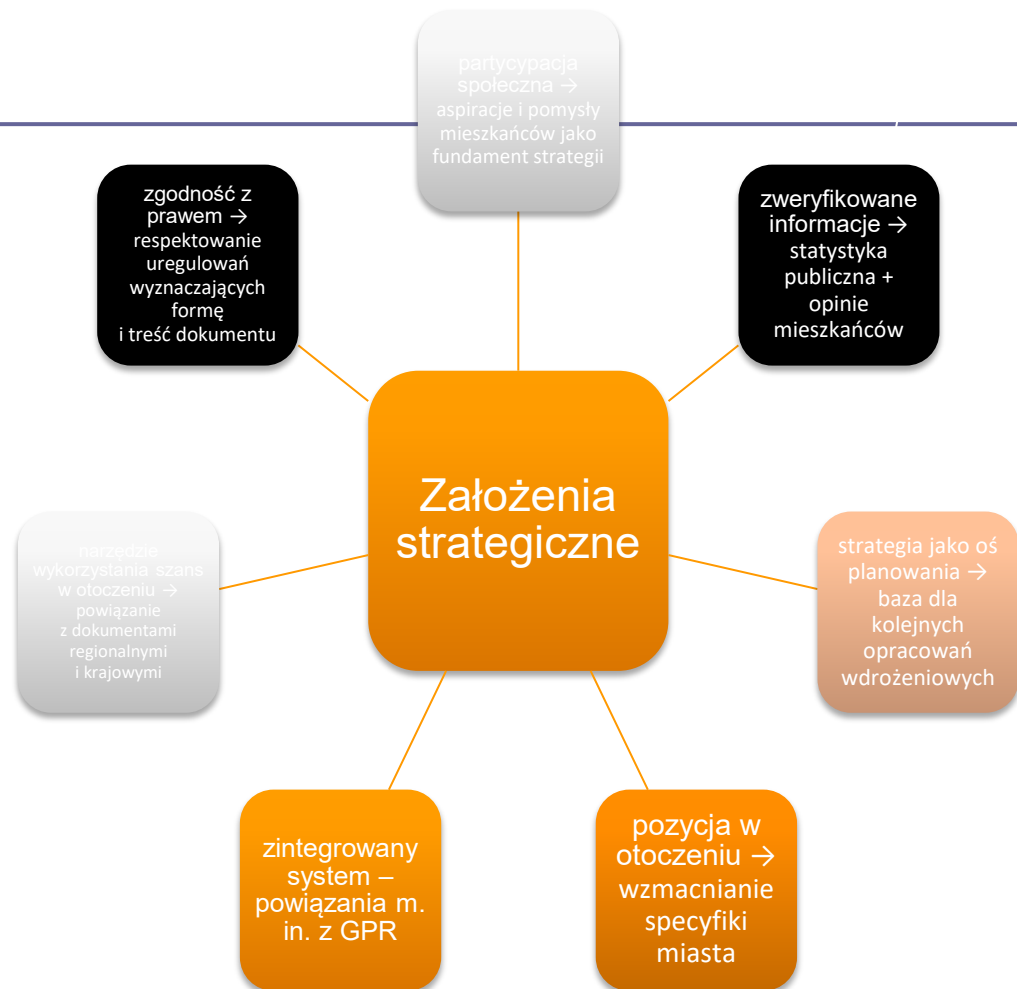 partycypacja
społeczna →
aspiracje i pomysły
mieszkańców jako
fundament strategii
zgodność z
prawem →
respektowanie
uregulowań
wyznaczających
formę
i treść dokumentu
zweryfikowane
informacje →
statystyka
publiczna +
opinie
mieszkańców
Założenia
strategiczne
narzędzie
wykorzystania szans
w otoczeniu →
powiązanie
z dokumentami
regionalnymi
i krajowymi
strategia jako oś
planowania →
baza dla
kolejnych
opracowań
wdrożeniowych
zintegrowany
system –
powiązania m.
in. z GPR
pozycja w
otoczeniu →
wzmacnianie
specyfiki
miasta